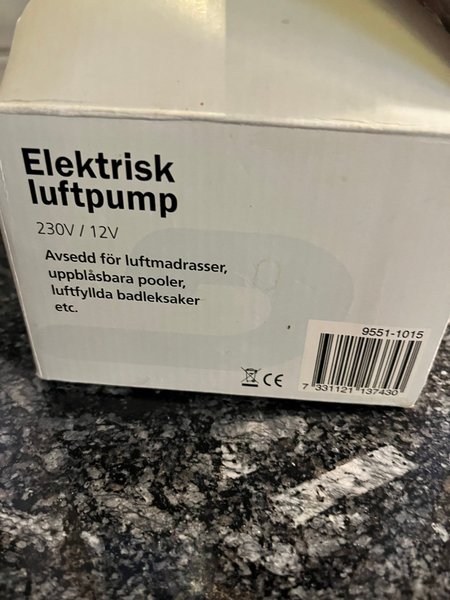 Elektrisk
luftpump
230V / 12V
Avsedd för luftmadrasser,
uppblåsbara pooler,
luftfyllda badleksaker
etc.
CE
9551-1015
7 331121 137430